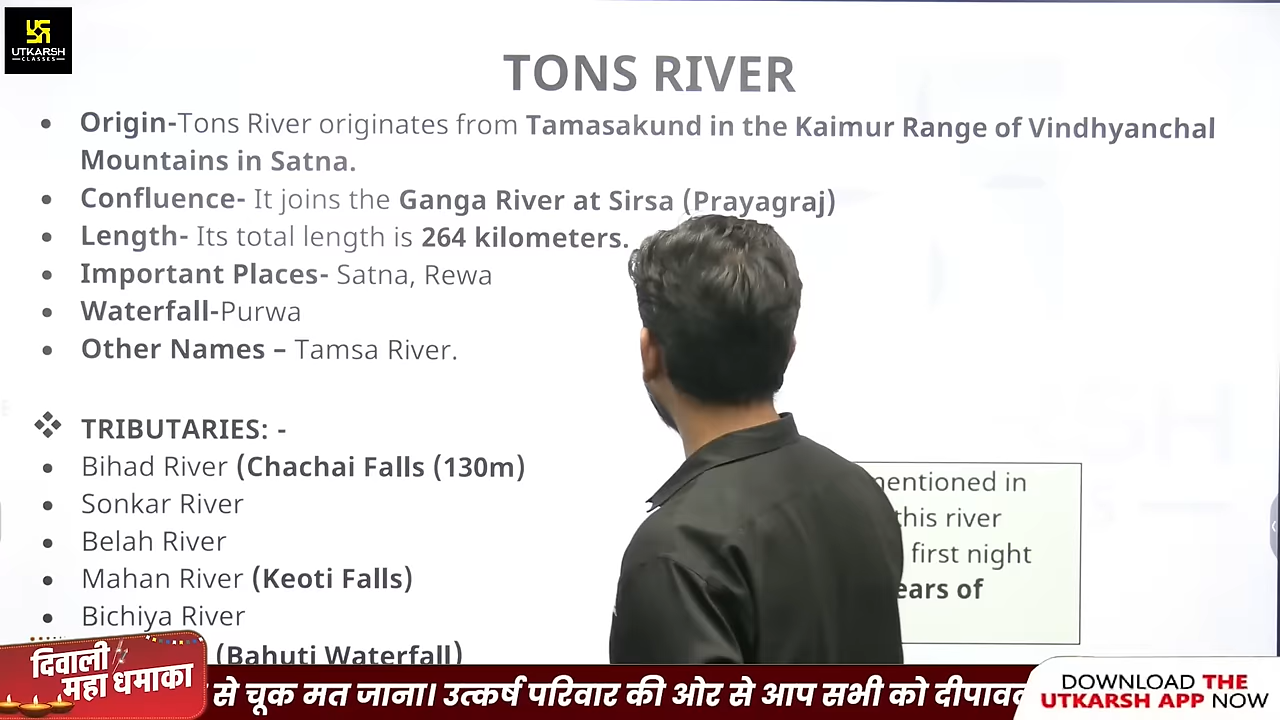 UTKARSH
CLASSES
TONS RIVER
• Origin-Tons River originates from Tamasakund in the Kaimur Range of Vindhyanchal
Mountains in Satna.
• Confluence- It joins the Ganga River at Sirsa (Prayagraj)
• Length- Its total length is 264 kilometers.
• Important Places- Satna, Rewa
• Waterfall-Purwa
• Other Names – Tamsa River.
❖ TRIBUTARIES: -
• Bihad River (Chachai Falls (130m)
• Sonkar River
• Belah River
• Mahan River (Keoti Falls)
• Bichiya River
(Bahuti Waterfall)
in
this river
first night
of
दिवाली
महा धमाका
से चूक मत जाना। उत्कर्ष परिवार की ओर से आप सभी को
DOWNLOAD THE
UTKARSH APP NOW